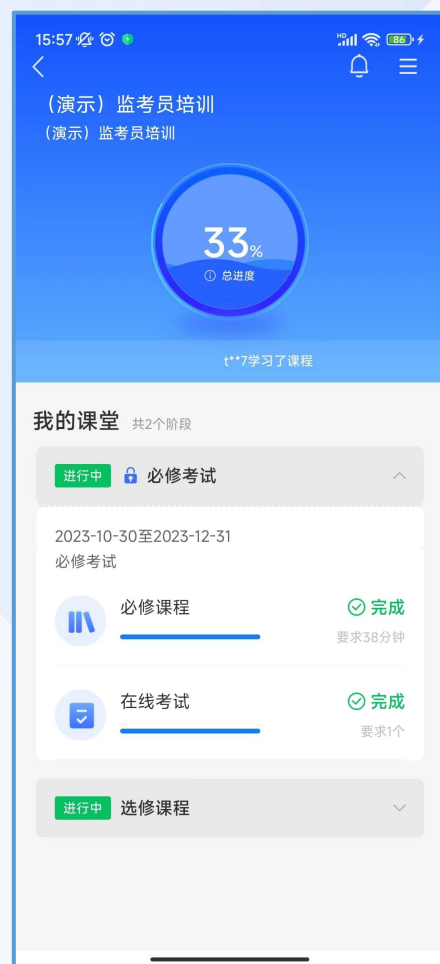 15:57
HD
86
（演示）监考员培训
（演示）监考员培训
33%
总进度
t**7学习了课程
我的课堂 共2个阶段
进行中 必修考试
2023-10-30至2023-12-31
必修考试
必修课程 完成
要求38分钟
在线考试 完成
要求1个
进行中 选修课程